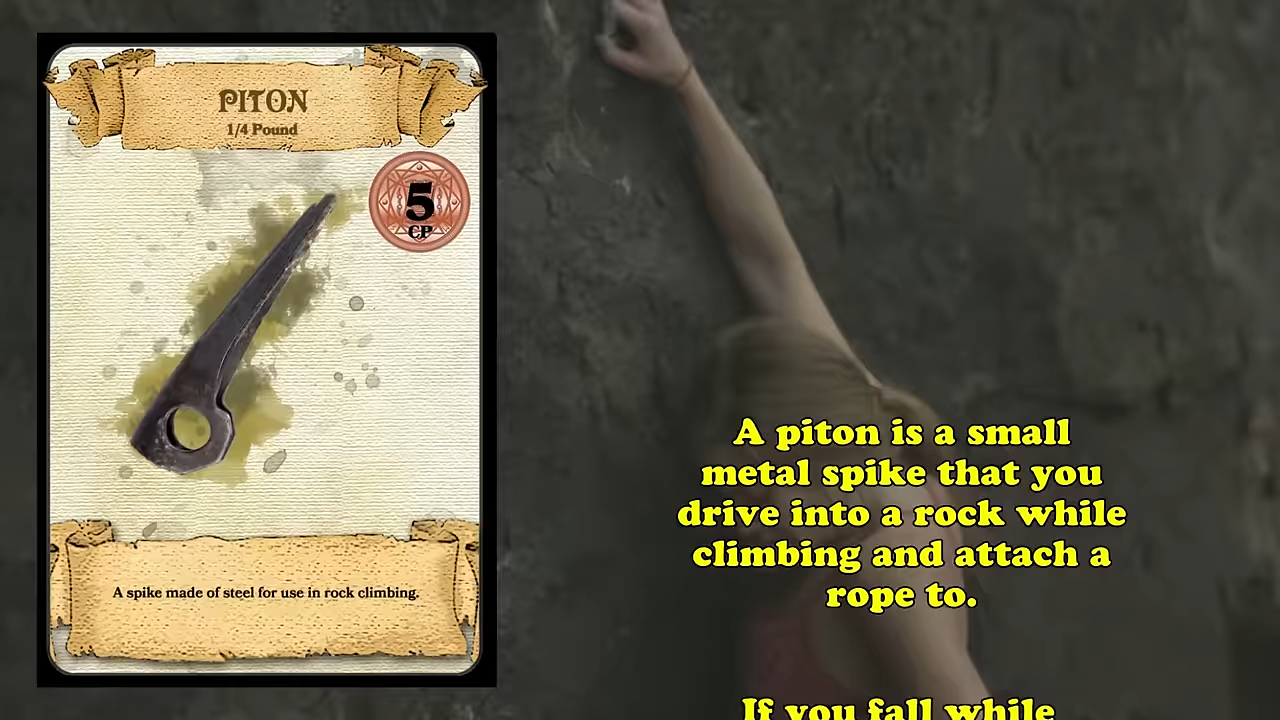 PITON
1/4 Pound
5
CP
A spike made of steel for use in rock climbing.
A piton is a small
metal spike that you
drive into a rock while
climbing and attach a
rope to.
If you fall while